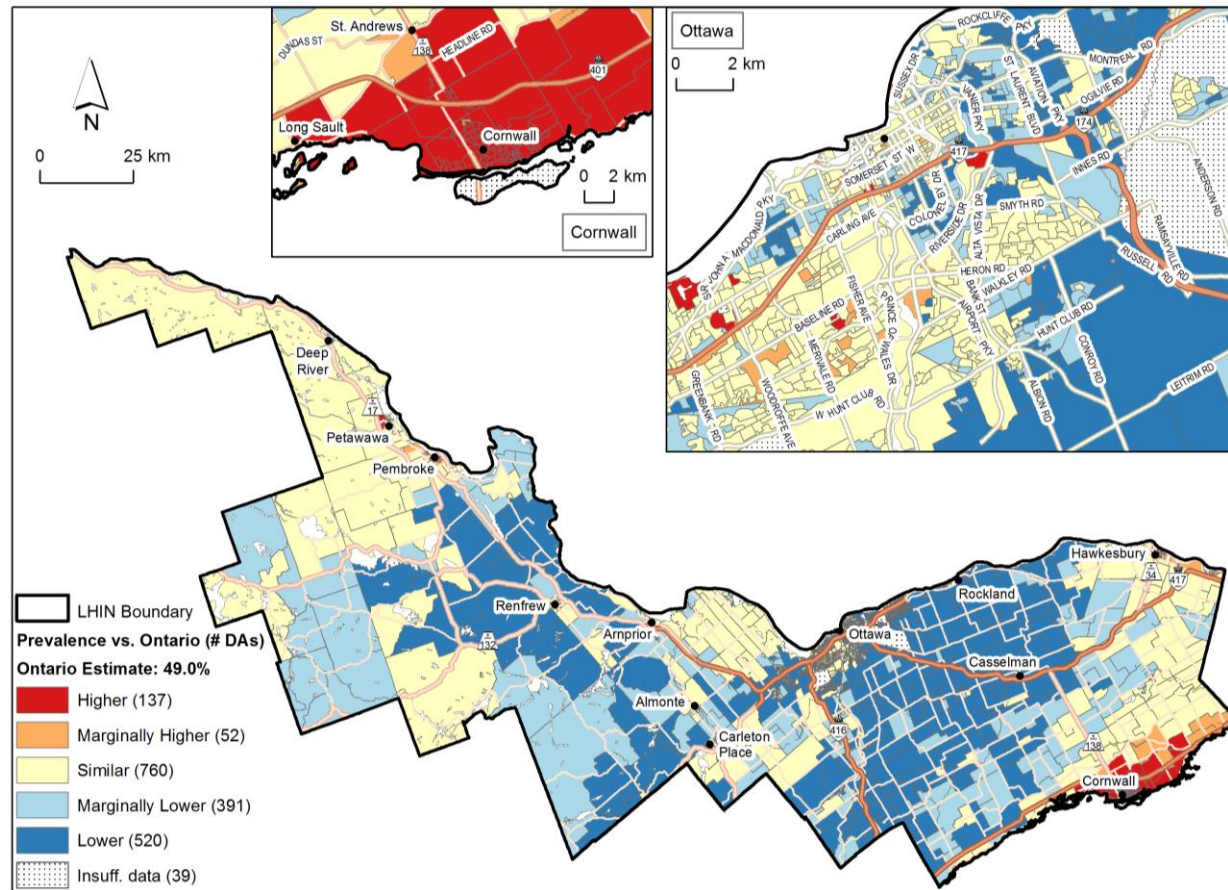 St. Andrews
138
DUNDAS ST
HEADLINE RD
401
Long Sault
Cornwall
0 2 km
Cornwall
Ottawa
0 2 km
ROCKCLIFFE PKY
SUSSEX DR
AVIATION PKY
MONTREAL RD
ST LAURENT BLVD
VANIER PKY
OGILVIE RD
174
417
SOMERSET ST W
INNES RD
ANDERSON RD
SIR JOHN A MACDONALD PKY
COLONEL BY DR
CARLING AVE
RIVERSIDE DR
ALTA VISTA DR
SMYTH RD
RAMSAYVILLE RD
RUSSELL RD
HERON RD
WALKLEY RD
BASELINE RD
FISHER AVE
PRINCE OF WALES DR
BANK ST
AIRPORT PKY
HUNT CLUB RD
MERIVALE RD
CONROY RD
GREENBANK RD
WOODROFFE AVE
W HUNT CLUB RD
ALBION RD
LEITRIM RD
N
0 25 km
Deep
River
17
Petawawa
Pembroke
Renfrew
132
Arnprior
Almonte
Carleton
Place
Ottawa
416
Rockland
Casselman
Hawkesbury
34
417
138
Cornwall
LHIN Boundary
Prevalence vs. Ontario (# DAs)
Ontario Estimate: 49.0%
Higher (137)
Marginally Higher (52)
Similar (760)
Marginally Lower (391)
Lower (520)
Insuff. data (39)